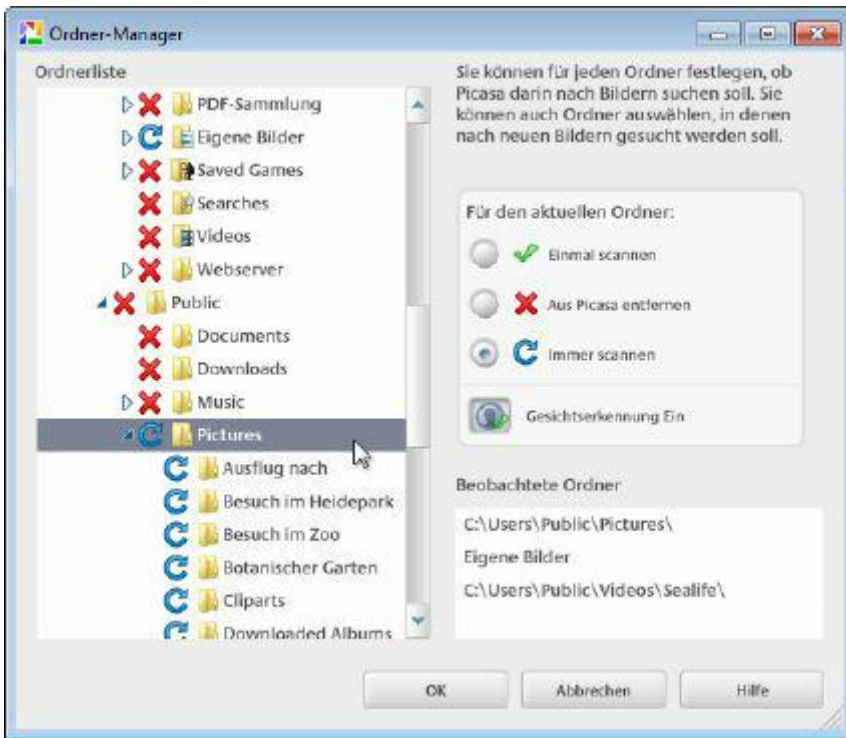 Ordner-Manager
Ordnerliste
PDF-Sammlung
Eigene Bilder
Saved Games
Searches
Videos
Webserver
Public
Documents
Downloads
Music
Pictures
Ausflug nach
Besuch im Heidepark
Besuch im Zoo
Botanischer Garten
Cliparts
Downloaded Albums
Sie können für jeden Ordner festlegen, ob
Picasa darin nach Bildern suchen soll. Sie
können auch Ordner auswählen, in denen
nach neuen Bildern gesucht werden soll.
Für den aktuellen Ordner:
Einmal scannen
Aus Picasa entfernen
Immer scannen
Gesichtserkennung Ein
Beobachtete Ordner
C:\Users\Public\Pictures\
Eigene Bilder
C:\Users\Public\Videos\Sealife\
OK
Abbrechen
Hilfe